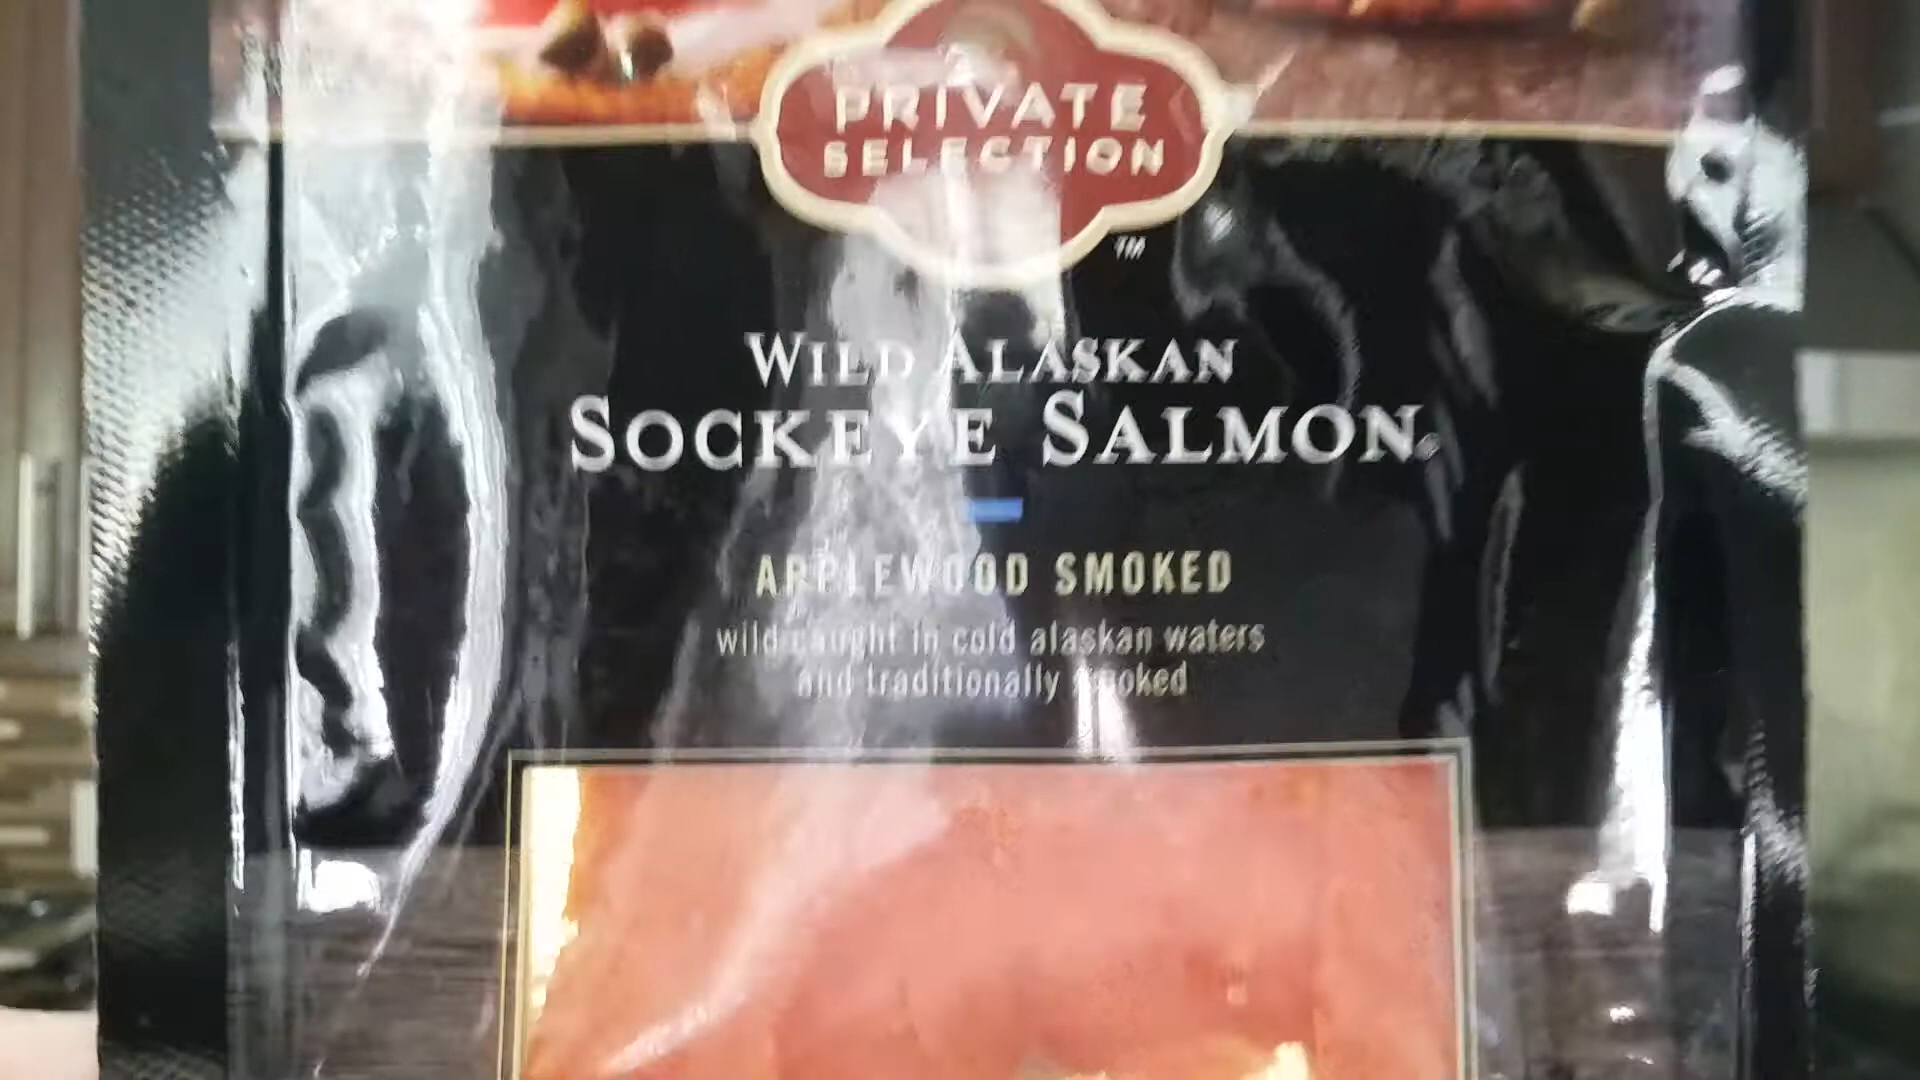 PRIVATE
SELECTION
TM
WILD ALASKAN
SOCKEYE SALMON
APPLEWOOD SMOKED
wild caught in cold alaskan waters
and traditionally smoked